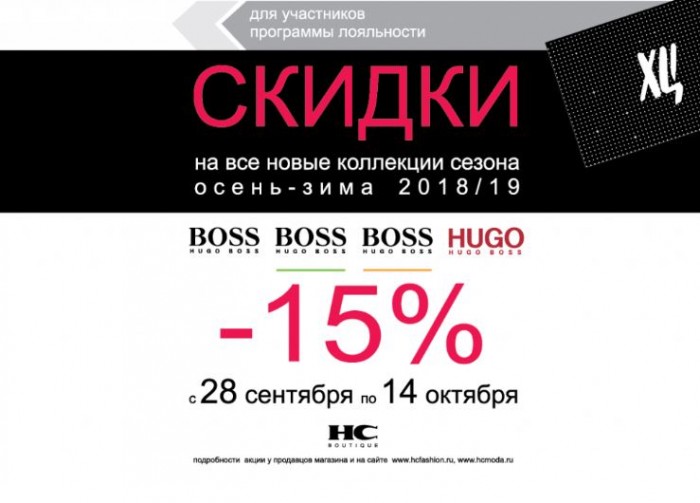 для участников
программы лояльности
ХЦ
СКИДКИ
на все новые коллекции сезона
осень-зима 2018/19
BOSS BOSS BOSS HUGO
HUGO BOSS HUGO BOSS HUGO BOSS HUGO BOSS
-15%
с 28 сентября по 14 октября
HC
BOUTIQUE
подробности акции у продавцов магазина и на сайте www.hcfashion.ru, www.hcmoda.ru